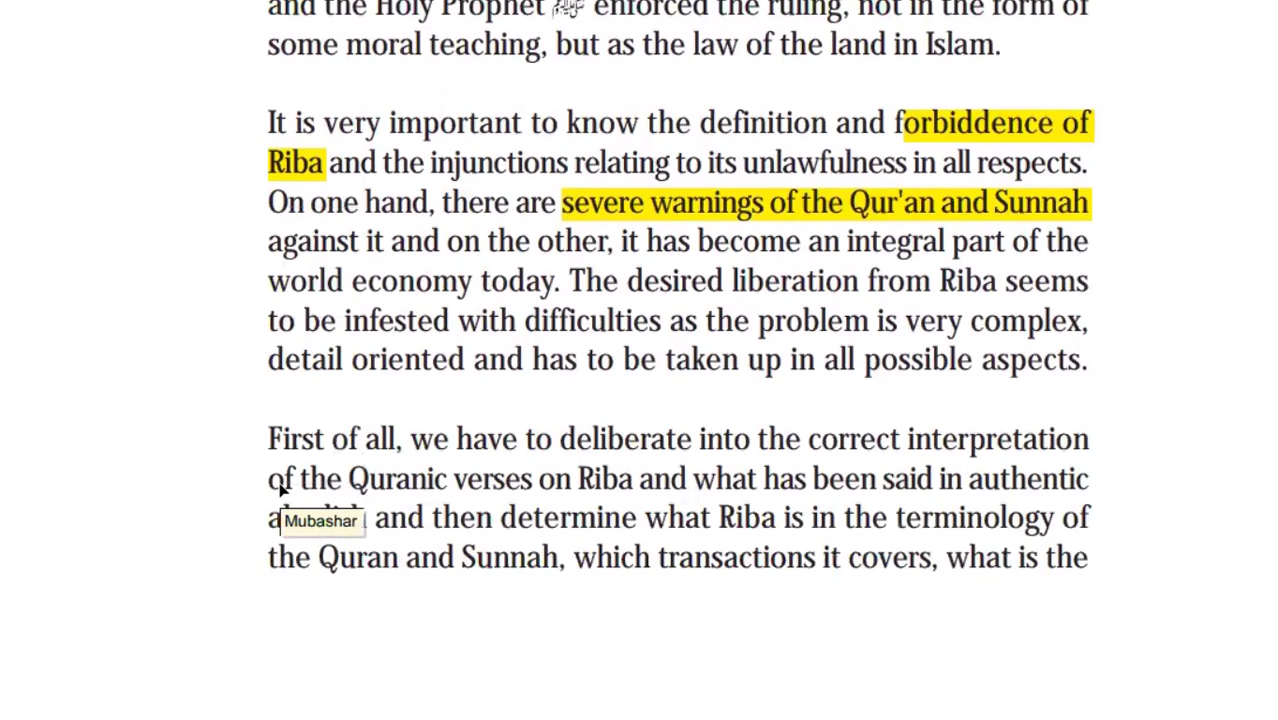 and the Holy Prophet ﷺ enforced the ruling, not in the form of
some moral teaching, but as the law of the land in Islam.
It is very important to know the definition and forbiddence of
Riba and the injunctions relating to its unlawfulness in all respects.
On one hand, there are severe warnings of the Qur'an and Sunnah
against it and on the other, it has become an integral part of the
world economy today. The desired liberation from Riba seems
to be infested with difficulties as the problem is very complex,
detail oriented and has to be taken up in all possible aspects.
First of all, we have to deliberate into the correct interpretation
of the Quranic verses on Riba and what has been said in authentic
and then determine what Riba is in the terminology of
Mubashar
the Quran and Sunnah, which transactions it covers, what is the